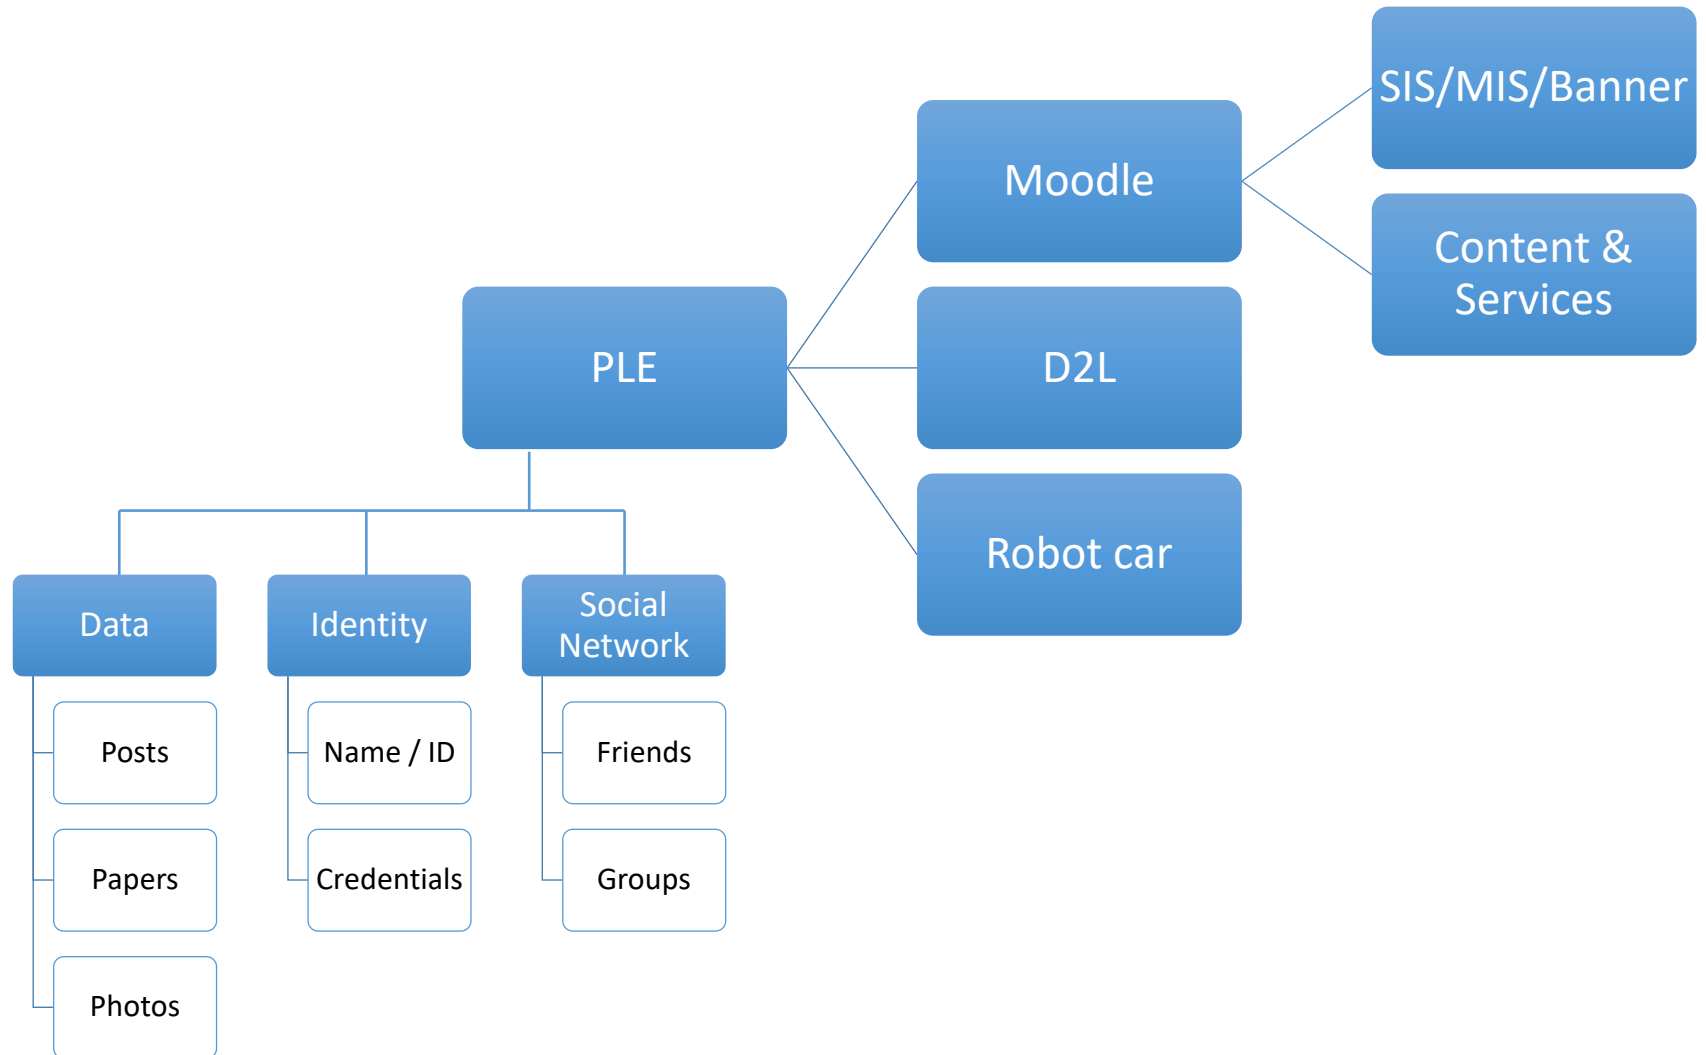 SIS/MIS/Banner
Moodle
Content &
Services
PLE
D2L
Robot car
Data
Identity
Social
Network
Posts
Name / ID
Friends
Papers
Credentials
Groups
Photos